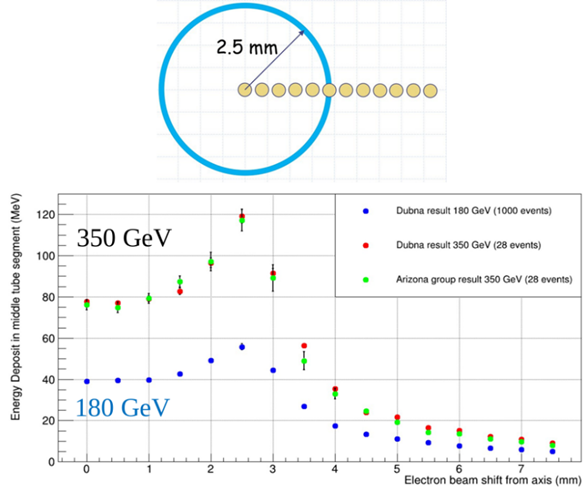 2.5 mm
Energy Deposit in middle tube segment (MeV)
120
100
80
60
40
20
0
350 GeV
180 GeV
Dubna result 180 GeV (1000 events)
Dubna result 350 GeV (28 events)
Arizona group result 350 GeV (28 events)
0 1 2 3 4 5 6 7
Electron beam shift from axis (mm)